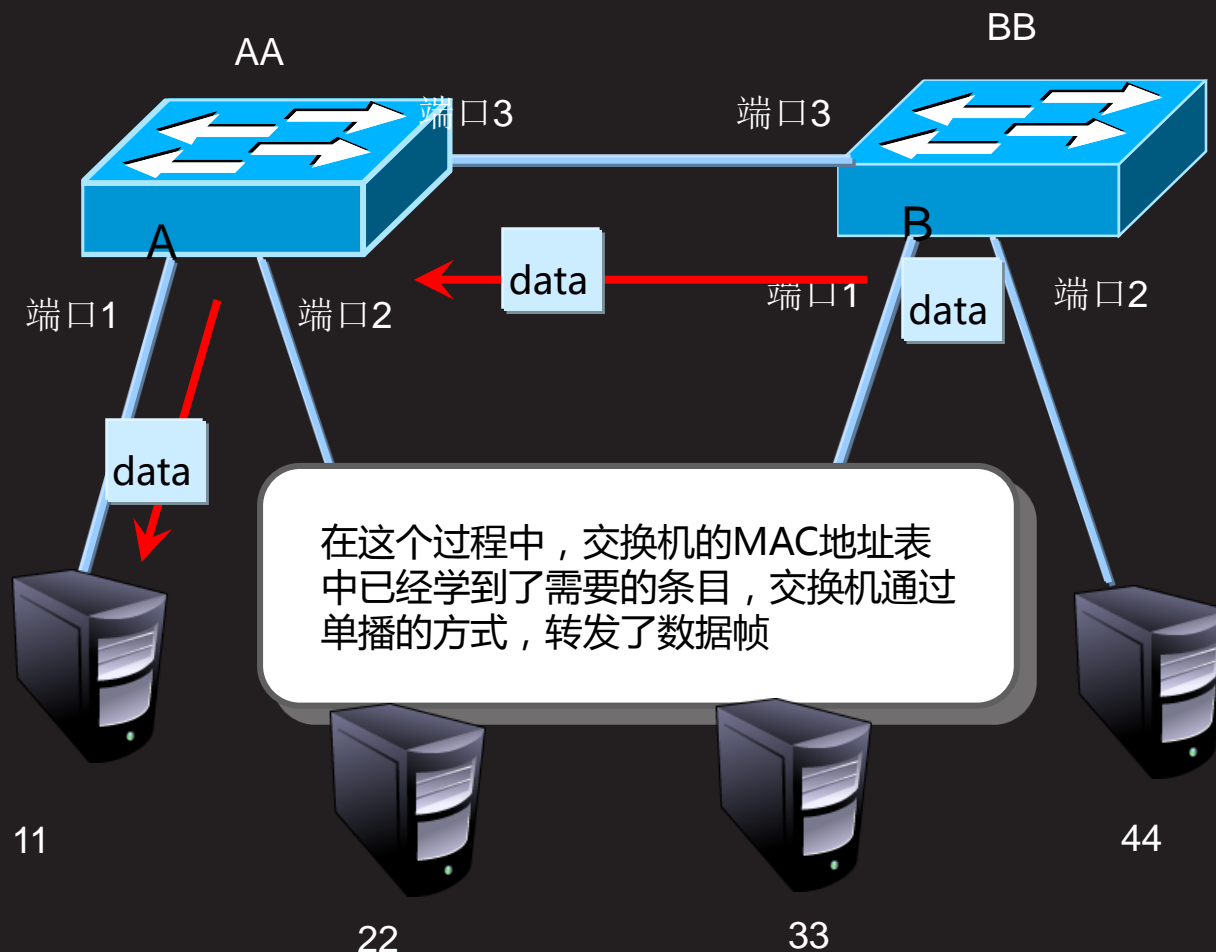 AA
BB
端口3
端口3
A
B
data
data
端口1
端口2
端口1
端口2
data
在这个过程中，交换机的MAC地址表
中已经学到了需要的条目，交换机通过
单播的方式，转发了数据帧
11
44
22
33